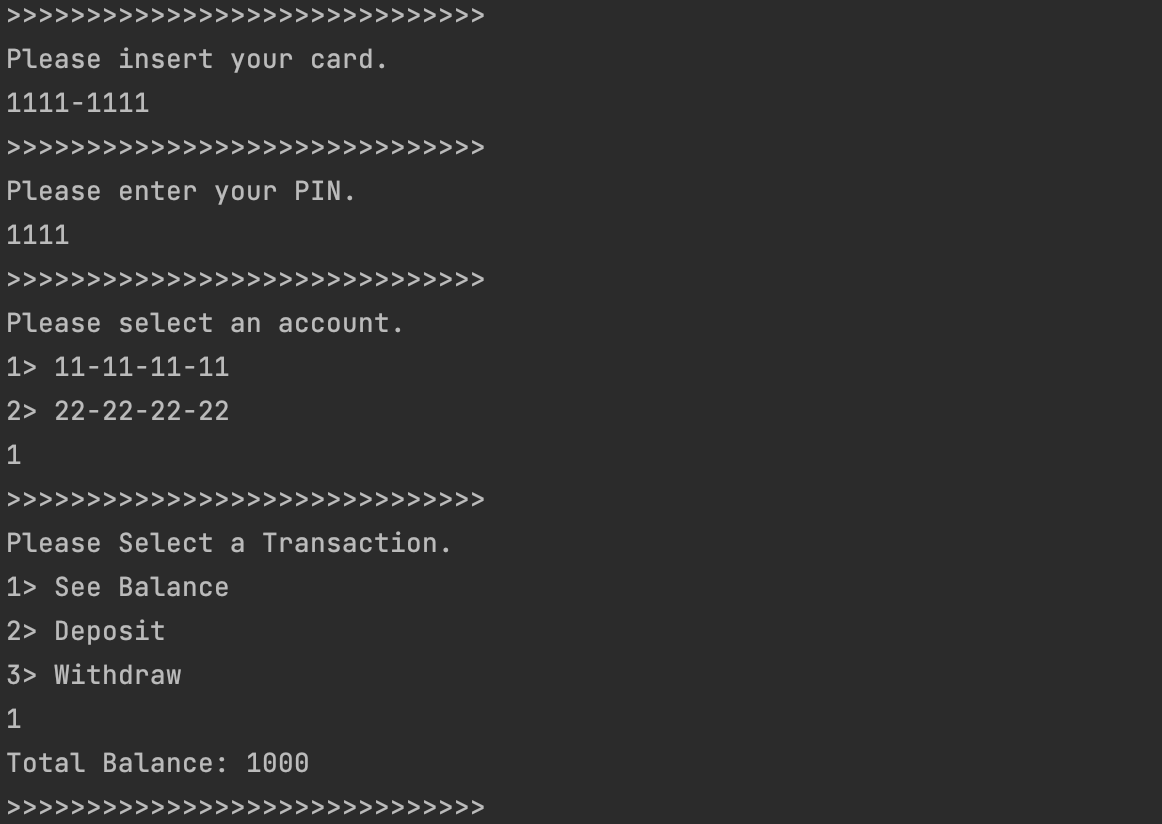 >>>>>>>>>>>>>>>>>>>>>>>>>>>>>>
Please insert your card.
1111-1111
>>>>>>>>>>>>>>>>>>>>>>>>>>>>>>
Please enter your PIN.
1111
>>>>>>>>>>>>>>>>>>>>>>>>>>>>>>
Please select an account.
1> 11-11-11-11
2> 22-22-22-22
1
>>>>>>>>>>>>>>>>>>>>>>>>>>>>>>
Please Select a Transaction.
1> See Balance
2> Deposit
3> Withdraw
1
Total Balance: 1000
>>>>>>>>>>>>>>>>>>>>>>>>>>>>>>